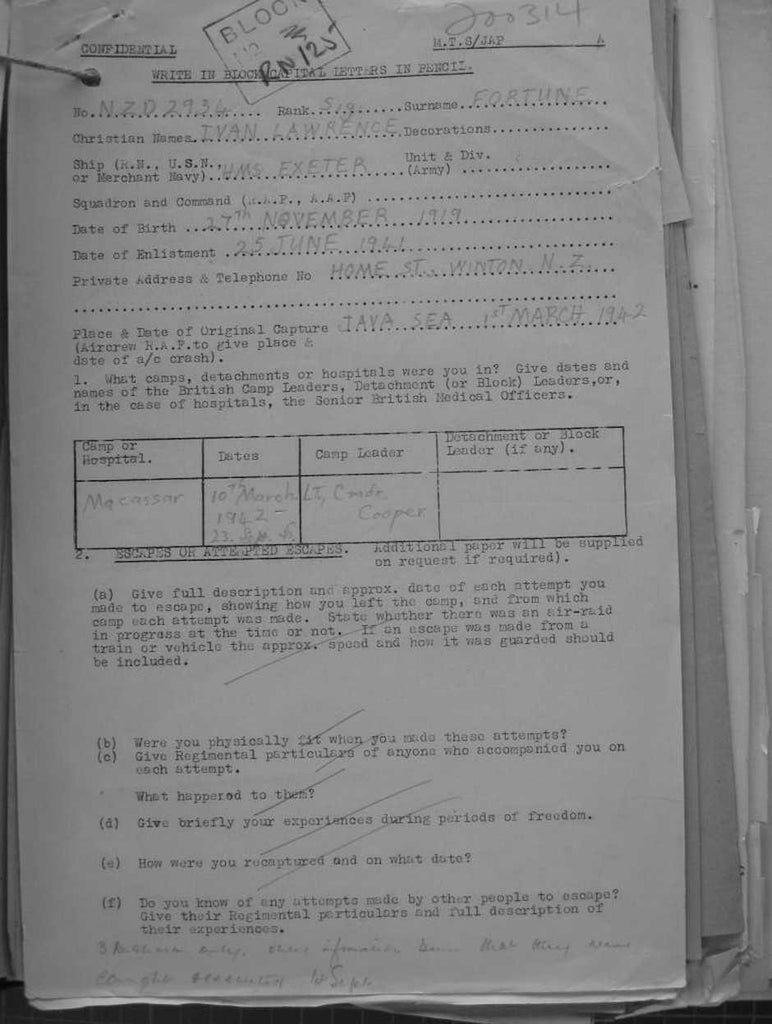 200314
BLOCK
RN 125
CONFIDENTIAL
M.T.S/JAP A
WRITE IN BLOCK CAPITAL LETTERS IN PENCIL.
No. N.Z.D 2934 Rank. Sig. Surname. FORTUNE
Christian Names. IVAN LAWRENCE Decorations
Ship (R.N., U.S.N., Unit & Div.
or Merchant Navy). HMS EXETER (Army)
Squadron and Command (R.A.F., A.A.F)
Date of Birth 27th NOVEMBER 1919
Date of Enlistment 25 JUNE 1941
Private Address & Telephone No HOME ST. WINTON N.Z.
Place & Date of Original Capture JAVA SEA 1st MARCH 1942
(Aircrew R.A.F. to give place &
date of a/c crash).
1. What camps, detachments or hospitals were you in? Give dates and
names of the British Camp Leaders, Detachment (or Block) Leaders, or,
in the case of hospitals, the Senior British Medical Officers.
Camp or Hospital. Dates Camp Leader Detachment or Block Leader (if any).
Macassar 10th March 1942 - 23. Lt, Cmdr. Cooper
2. ESCAPES OR ATTEMPTED ESCAPES. Additional paper will be supplied
on request if required).
(a) Give full description and approx. date of each attempt you
made to escape, showing how you left the camp, and from which
camp each attempt was made. State whether there was an air-raid
in progress at the time or not. If an escape was made from a
train or vehicle the approx. speed and how it was guarded should
be included.
(b) Were you physically fit when you made these attempts?
(c) Give Regimental particulars of anyone who accompanied you on
each attempt.
What happened to them?
(d) Give briefly your experiences during periods of freedom.
(e) How were you recaptured and on what date?
(f) Do you know of any attempts made by other people to escape?
Give their Regimental particulars and full description of
their experiences.
3 only. that they were
caught executed